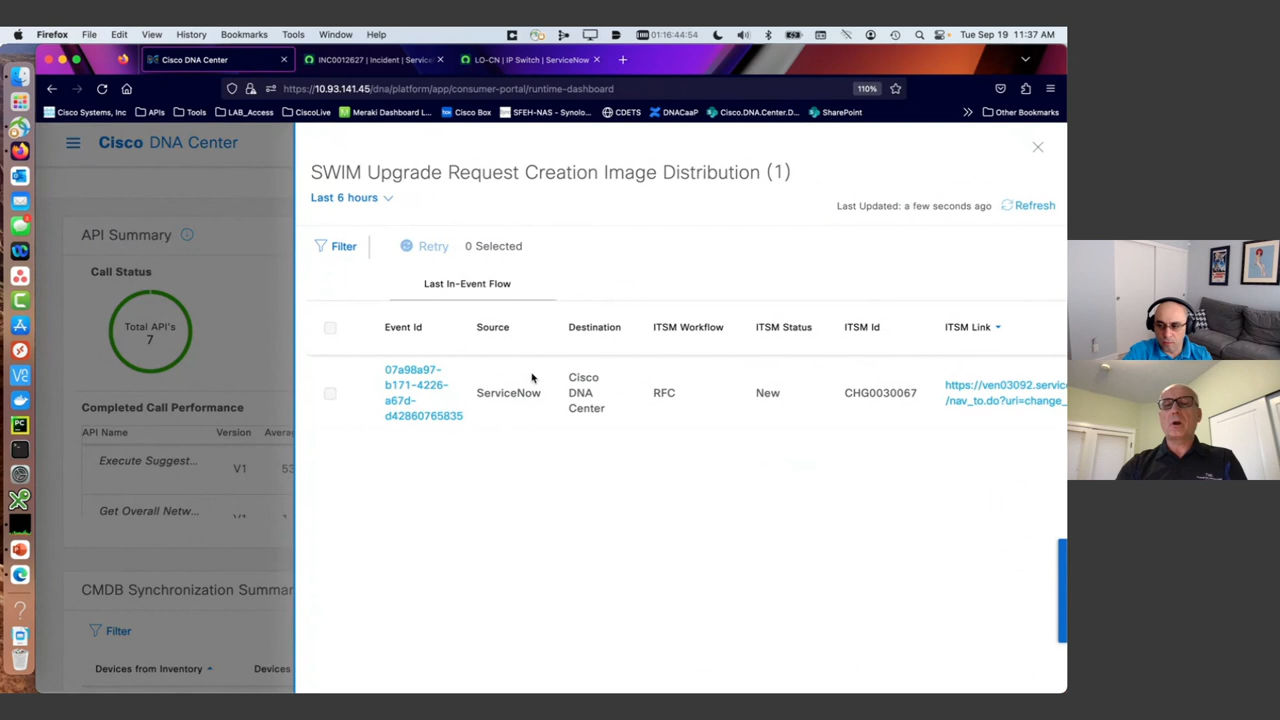 Firefox File Edit View History Bookmarks Tools Window Help 01:16:44:54 Tue Sep 19 11:37 AM
Cisco DNA Center INC0012627 | Incident | Service LO-CN | IP Switch | ServiceNow
https://10.93.141.45/dna/platform/app/consumer-portal/runtime-dashboard 110%
Cisco Systems, Inc APIs Tools LAB_Access CiscoLive Meraki Dashboard L... Cisco Box SFEH-NAS - Synolo... CDETS DNACaaP Cisco.DNA.Center.D... SharePoint Other Bookmarks
Cisco DNA Center
API Summary
Call Status
Total API's
7
Completed Call Performance
API Name Version Avera
Execute Suggest... V1 53
Get Overall Netw... V1
CMDB Synchronization Summar
Filter
Devices from Inventory Devices
SWIM Upgrade Request Creation Image Distribution (1)
Last 6 hours
Last Updated: a few seconds ago Refresh
Filter Retry 0 Selected
Last In-Event Flow
Event Id Source Destination ITSM Workflow ITSM Status ITSM Id ITSM Link
07a98a97-
b171-4226-
a67d-
d42860765835
ServiceNow
Cisco
DNA
Center
RFC
New
CHG0030067
https://ven03092.servic
/nav_to.do?uri=change_